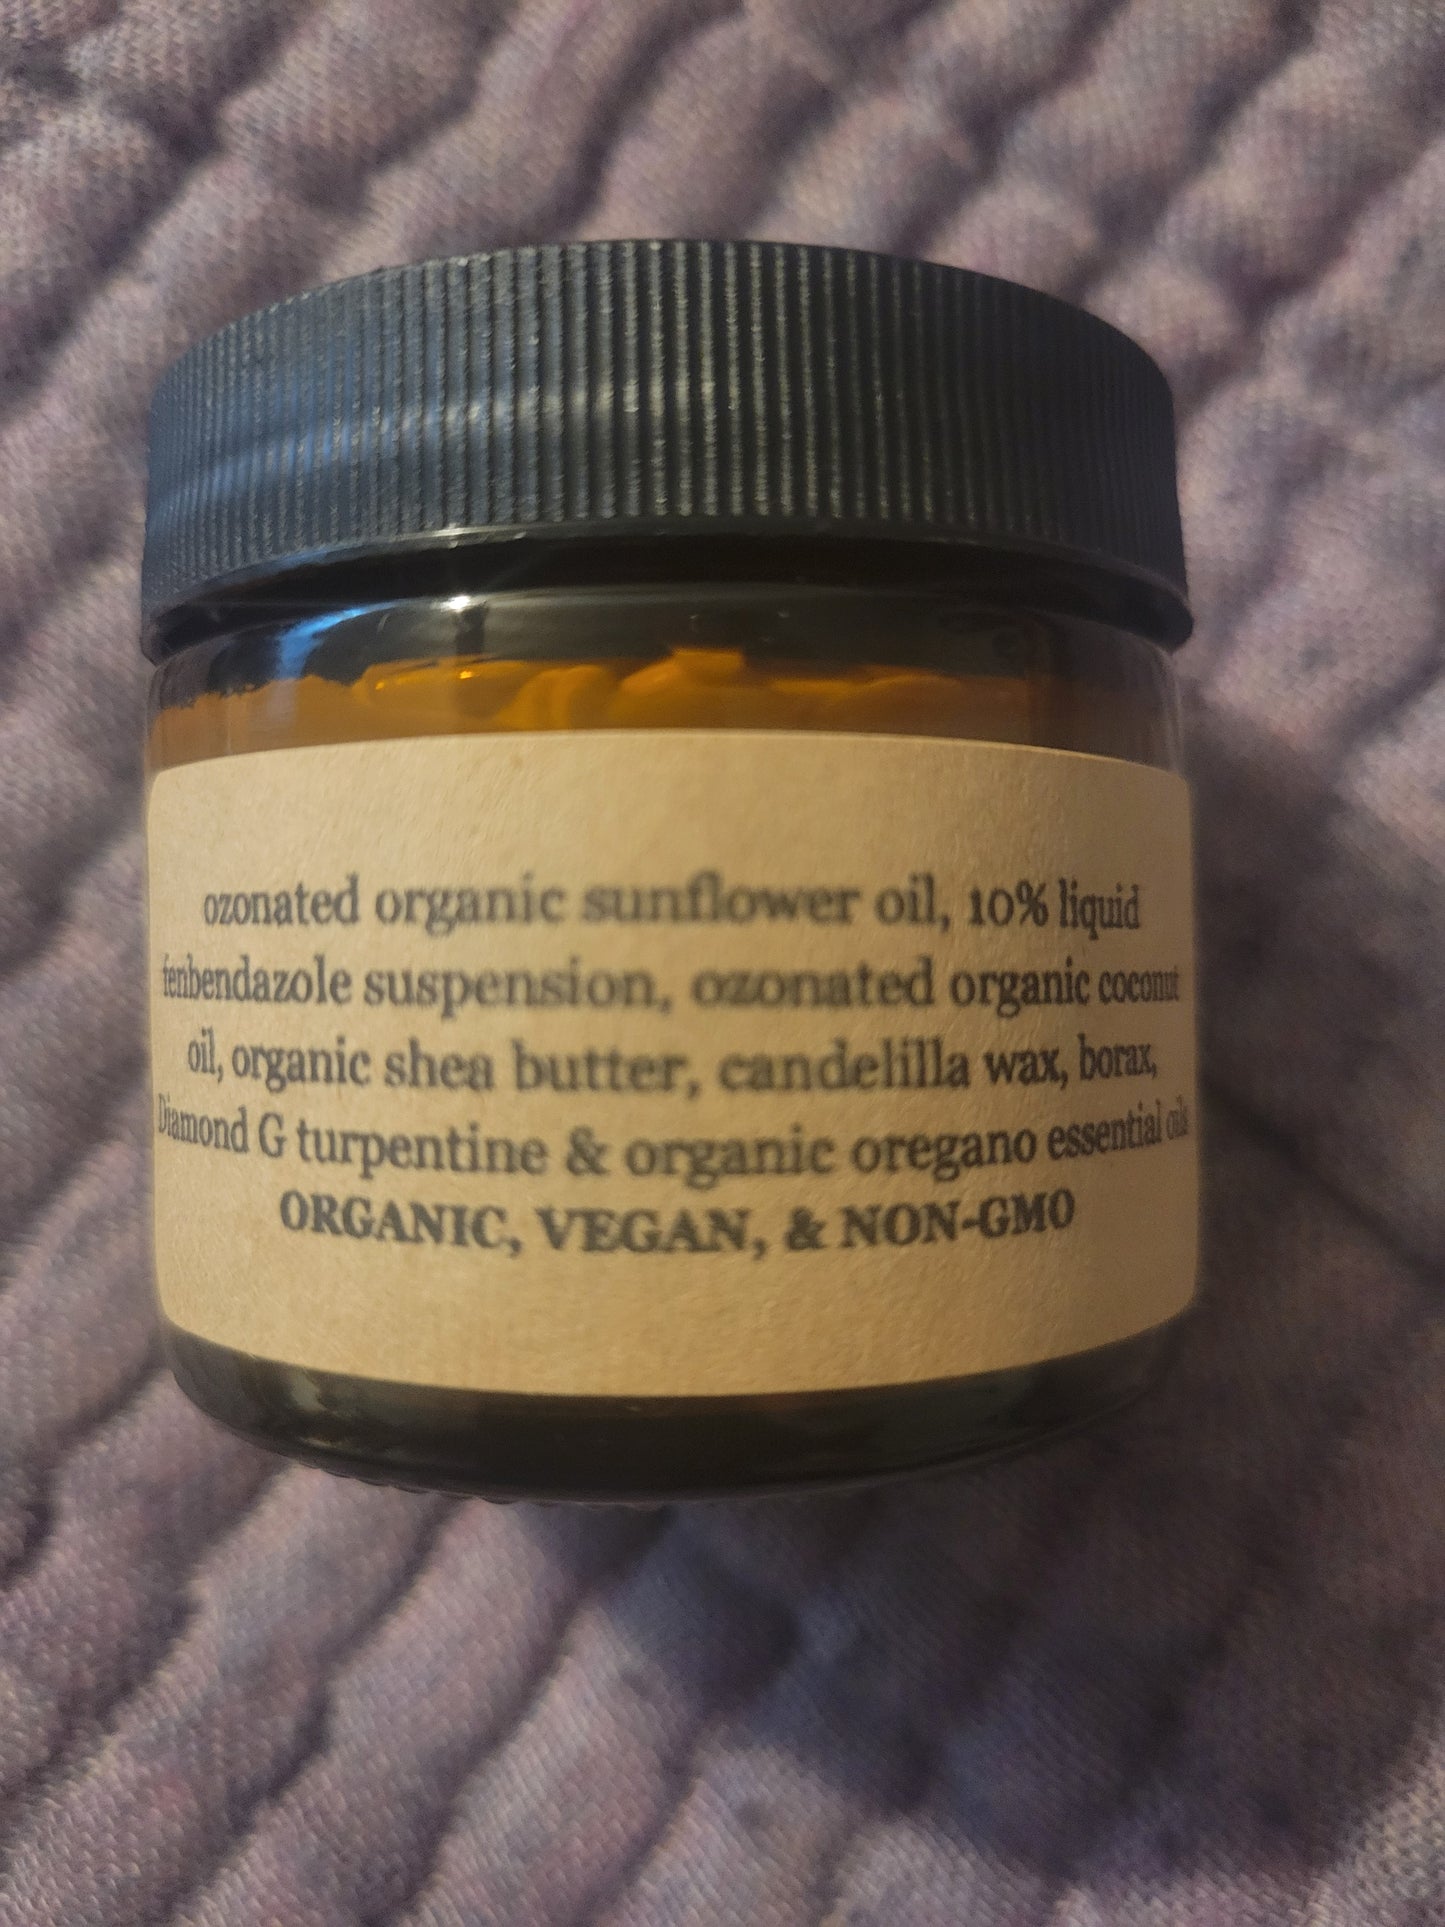 ozonated organic sunflower oil, 10% liquid
fenbendazole suspension, ozonated organic coconut
oil, organic shea butter, candelilla wax, borax,
Diamond G turpentine & organic oregano essential oils
ORGANIC, VEGAN, & NON-GMO